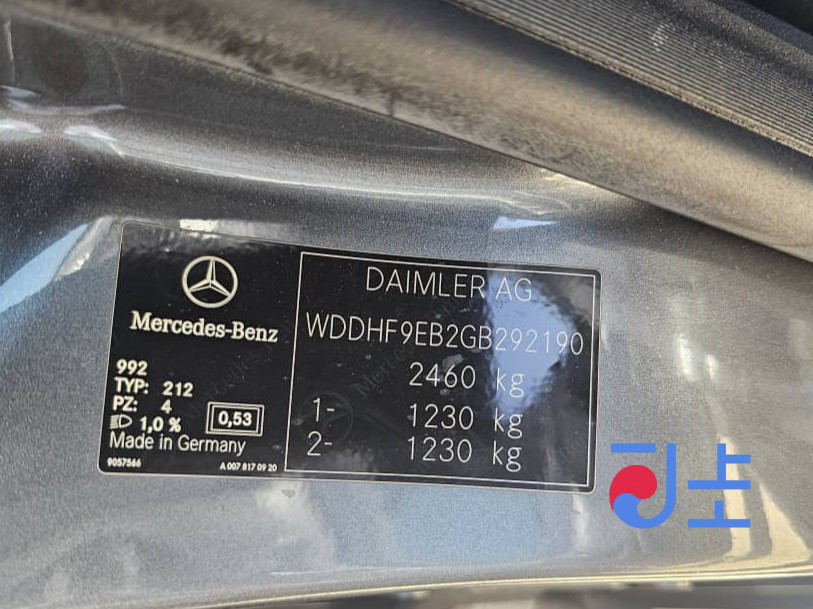 Mercedes-Benz
992
TYP: 212
PZ: 4
1,0 %
0,53
Made in Germany
9057566
A 007 817 09 20
DAIMLER AG
WDDHF9EB2GB292190
2460 kg
1- 1230 kg
2- 1230 kg